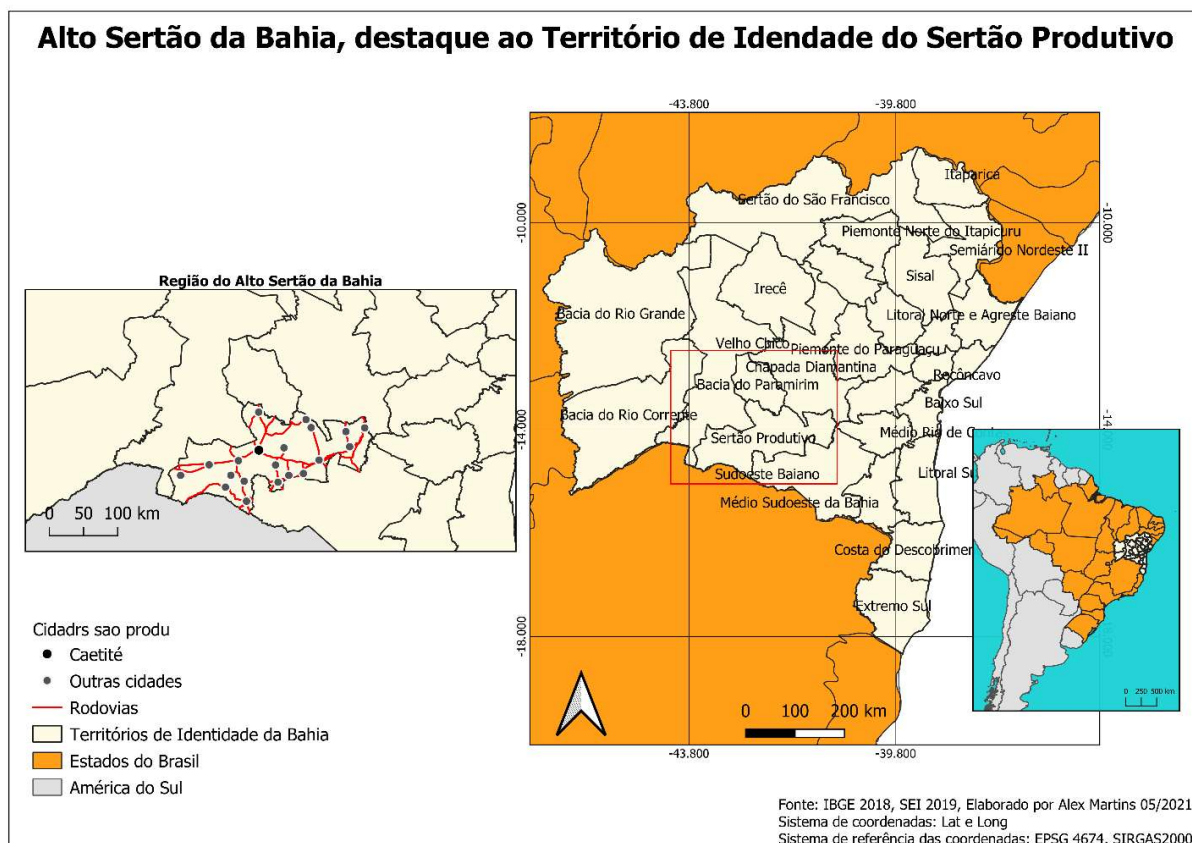 Alto Sertão da Bahia, destaque ao Território de Idendade do Sertão Produtivo
-43.800
-39.800
Itaparica
Sertão do São Francisco
-10.000
-10.000
Piemonte Norte do Itapicuru
Semiárido Nordeste II
Sisal
Irecê
Bacia do Rio Grande
Litoral Norte e Agreste Baiano
Velho Chico
Piemonte do Paraguaçu
Chapada Diamantina
Recôncavo
Bacia do Paramirim
Baixo Sul
Bacia do Rio Corrente
-14.000
Médio Rio de
Sertão Produtivo
Sudoeste Baiano
Litoral Su
Médio Sudoeste da Bahia
Costa do Descobrimen
Extremo Sul
-18.000
0 100 200 km
-43.800
-39.800
0 250 500 km
Região do Alto Sertão da Bahia
0 50 100 km
Cidadrs sao produ
Caetité
Outras cidades
Rodovias
Territórios de Identidade da Bahia
Estados do Brasil
América do Sul
Fonte: IBGE 2018, SEI 2019, Elaborado por Alex Martins 05/2021
Sistema de coordenadas: Lat e Long
Sistema de referência das coordenadas: EPSG 4674, SIRGAS2000